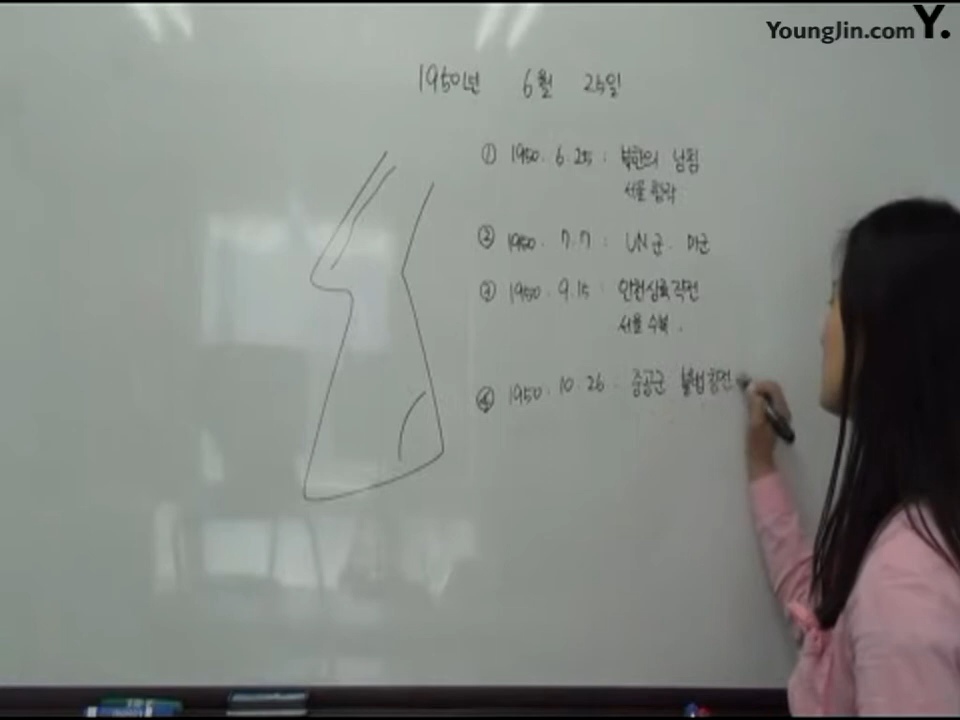 YoungJin.com Y.
1950년 6월 25일
① 1950. 6. 25 : 북한의 남침
서울 함락
② 1950. 7. 7 : UN군. 미군
③ 1950. 9. 15 : 인천상륙작전
서울 수복.
④ 1950. 10. 26 : 중공군 불법참전